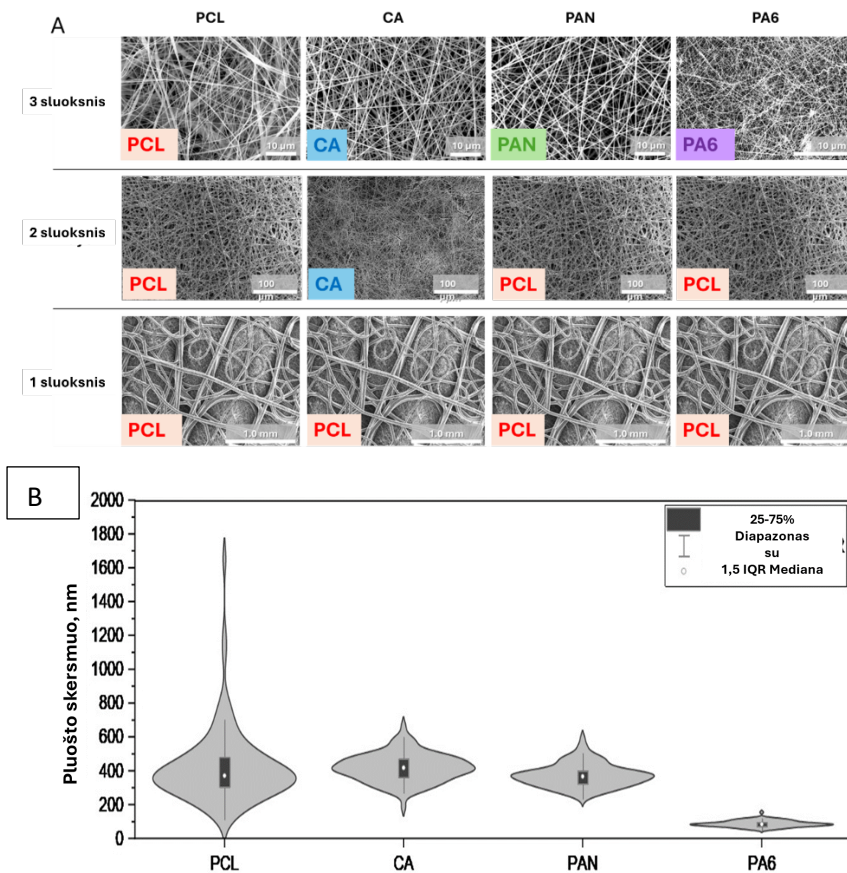 A
PCL CA PAN PA6
3 sluoksnis
PCL 10 µm CA 10 µm PAN 10 µm PA6 10 µm
2 sluoksnis
PCL 100 µm CA 100 PCL 100 µm PCL 100 µm
1 sluoksnis
PCL 1.0 mm PCL 1.0 mm PCL 1.0 mm PCL 1.0 mm
B
25-75%
Diapazonas
su
1,5 IQR Mediana
Pluošto skersmuo, nm
2000
1800
1600
1400
1200
1000
800
600
400
200
0
PCL CA PAN PA6